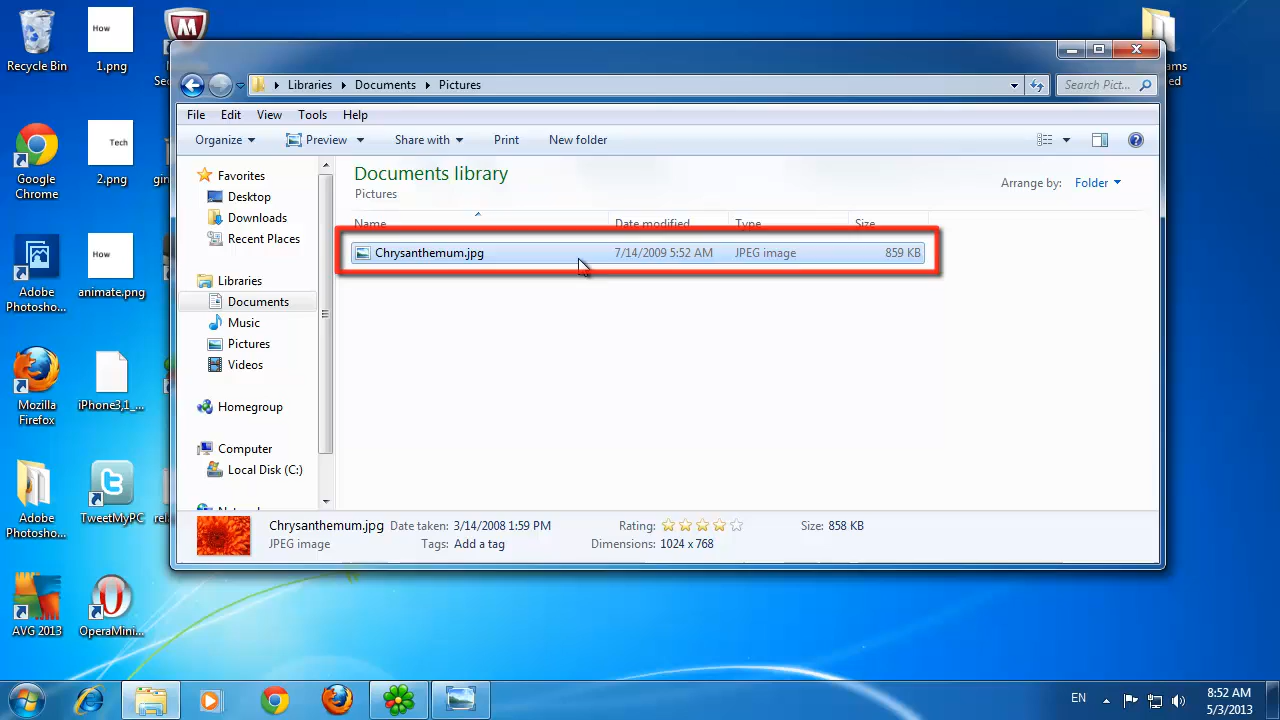 Recycle Bin
How
1.png
Google
Chrome
Tech
2.png
Adobe
Photosho...
How
animate.png
Mozilla
Firefox
iPhone3,1_...
Adobe
Photosho...
TweetMyPC
AVG 2013
OperaMini...
Libraries Documents Pictures
Search Pict...
File Edit View Tools Help
Organize Preview Share with Print New folder
Favorites
Desktop
Downloads
Recent Places
Libraries
Documents
Music
Pictures
Videos
Homegroup
Computer
Local Disk (C:)
Documents library
Pictures
Arrange by: Folder
Name Date modified Type Size
Chrysanthemum.jpg 7/14/2009 5:52 AM JPEG image 859 KB
Chrysanthemum.jpg Date taken: 3/14/2008 1:59 PM Rating: Size: 858 KB
JPEG image Tags: Add a tag Dimensions: 1024 x 768
EN
8:52 AM
5/3/2013